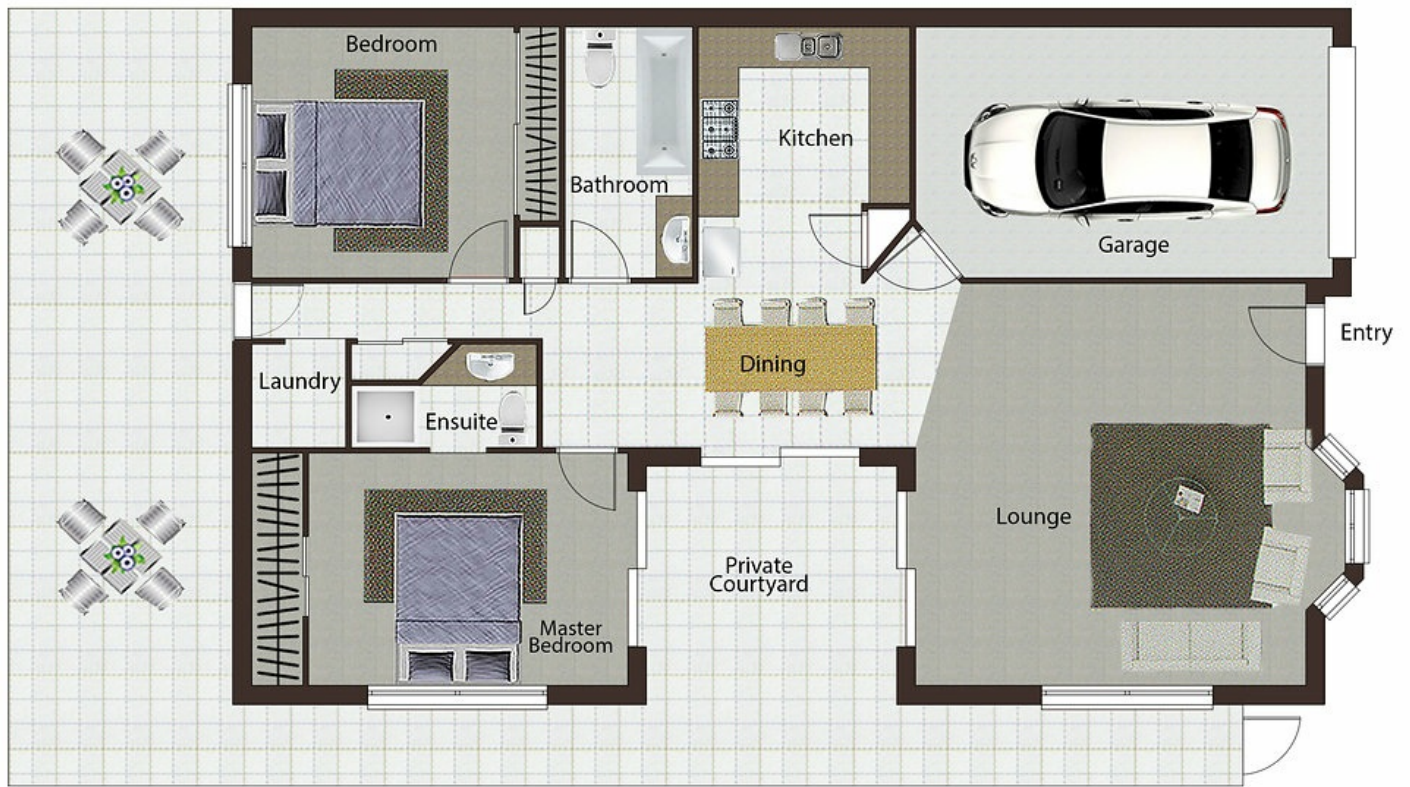 Bedroom
Bathroom
Kitchen
Garage
Entry
Laundry
Ensuite
Dining
Lounge
Private
Courtyard
Master
Bedroom